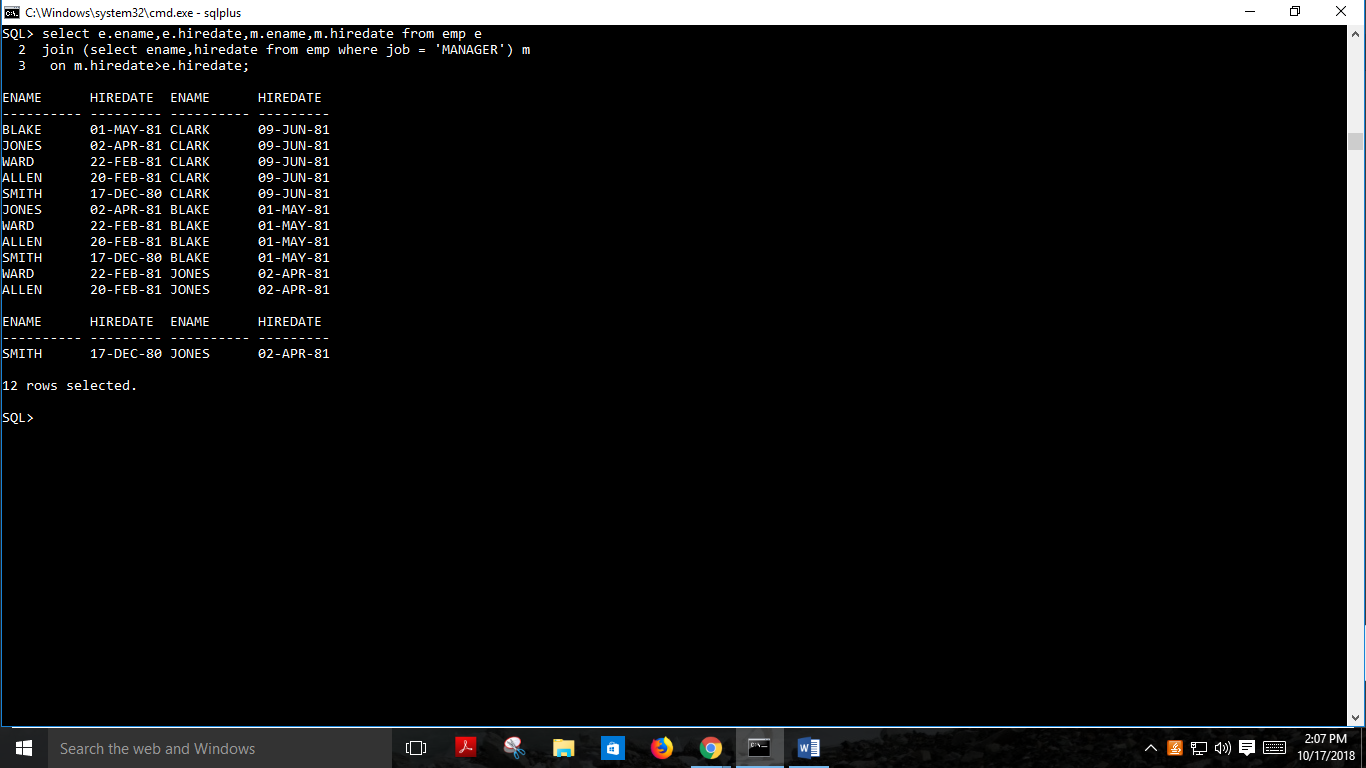 C:\Windows\system32\cmd.exe - sqlplus
SQL> select e.ename,e.hiredate,m.ename,m.hiredate from emp e
  2  join (select ename,hiredate from emp where job = 'MANAGER') m
  3   on m.hiredate>e.hiredate;
ENAME      HIREDATE  ENAME      HIREDATE
---------- --------- ---------- ---------
BLAKE      01-MAY-81 CLARK      09-JUN-81
JONES      02-APR-81 CLARK      09-JUN-81
WARD       22-FEB-81 CLARK      09-JUN-81
ALLEN      20-FEB-81 CLARK      09-JUN-81
SMITH      17-DEC-80 CLARK      09-JUN-81
JONES      02-APR-81 BLAKE      01-MAY-81
WARD       22-FEB-81 BLAKE      01-MAY-81
ALLEN      20-FEB-81 BLAKE      01-MAY-81
SMITH      17-DEC-80 BLAKE      01-MAY-81
WARD       22-FEB-81 JONES      02-APR-81
ALLEN      20-FEB-81 JONES      02-APR-81
ENAME      HIREDATE  ENAME      HIREDATE
---------- --------- ---------- ---------
SMITH      17-DEC-80 JONES      02-APR-81
12 rows selected.
SQL>
Search the web and Windows
2:07 PM
10/17/2018